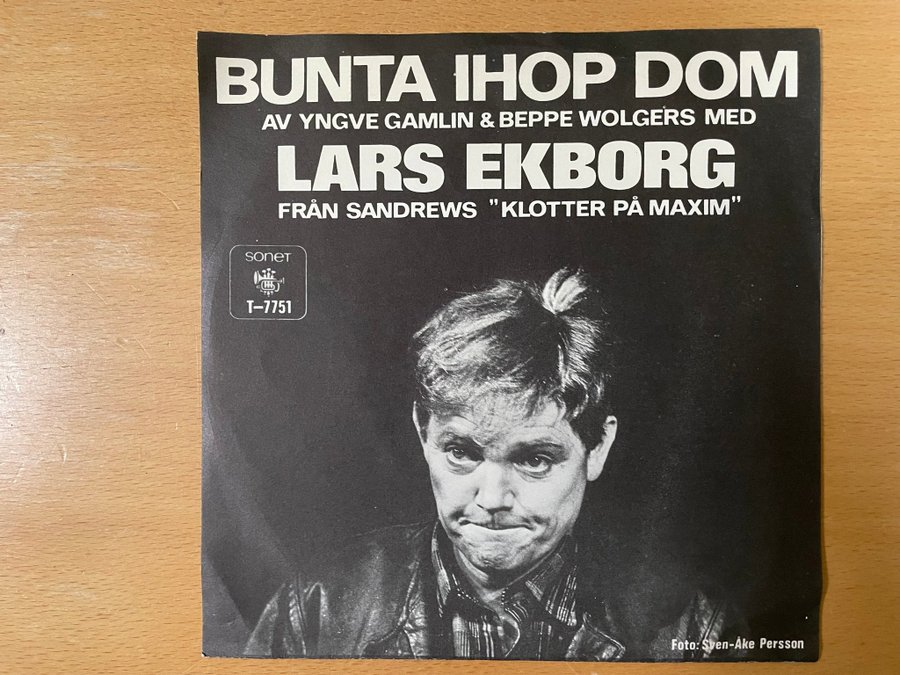 BUNTA IHOP DOM
AV YNGVE GAMLIN & BEPPE WOLGERS MED
LARS EKBORG
FRÅN SANDREWS "KLOTTER PÅ MAXIM"
SONET
T-7751
Foto: Sven-Åke Persson